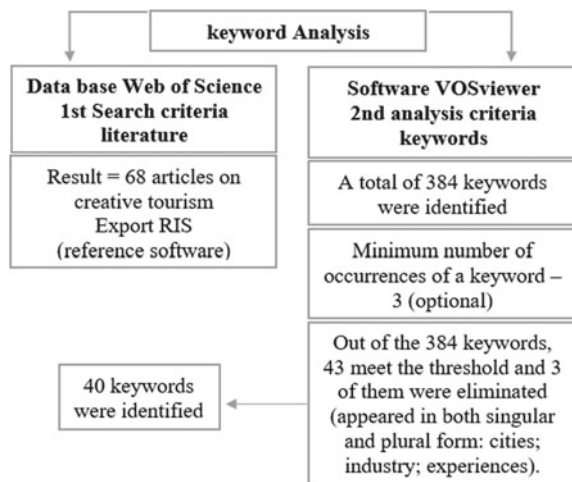 keyword Analysis
Data base Web of Science
1st Search criteria
literature
Result = 68 articles on
creative tourism
Export RIS
(reference software)
Software VOSviewer
2nd analysis criteria
keywords
A total of 384 keywords
were identified
Minimum number of
occurrences of a keyword –
3 (optional)
Out of the 384 keywords,
43 meet the threshold and 3
of them were eliminated
(appeared in both singular
and plural form: cities;
industry; experiences).
40 keywords
were identified